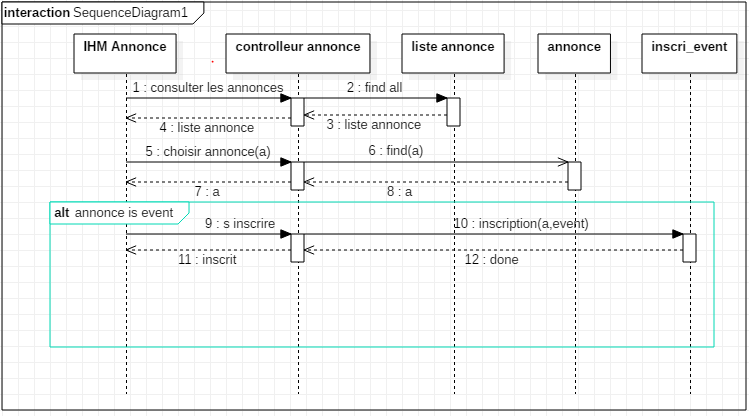 interaction SequenceDiagram1
IHM Annonce
controlleur annonce
liste annonce
annonce
inscri_event
1 : consulter les annonces
2 : find all
3 : liste annonce
4 : liste annonce
5 : choisir annonce(a)
6 : find(a)
7 : a
8 : a
alt annonce is event
9 : s inscrire
10 : inscription(a,event)
11 : inscrit
12 : done